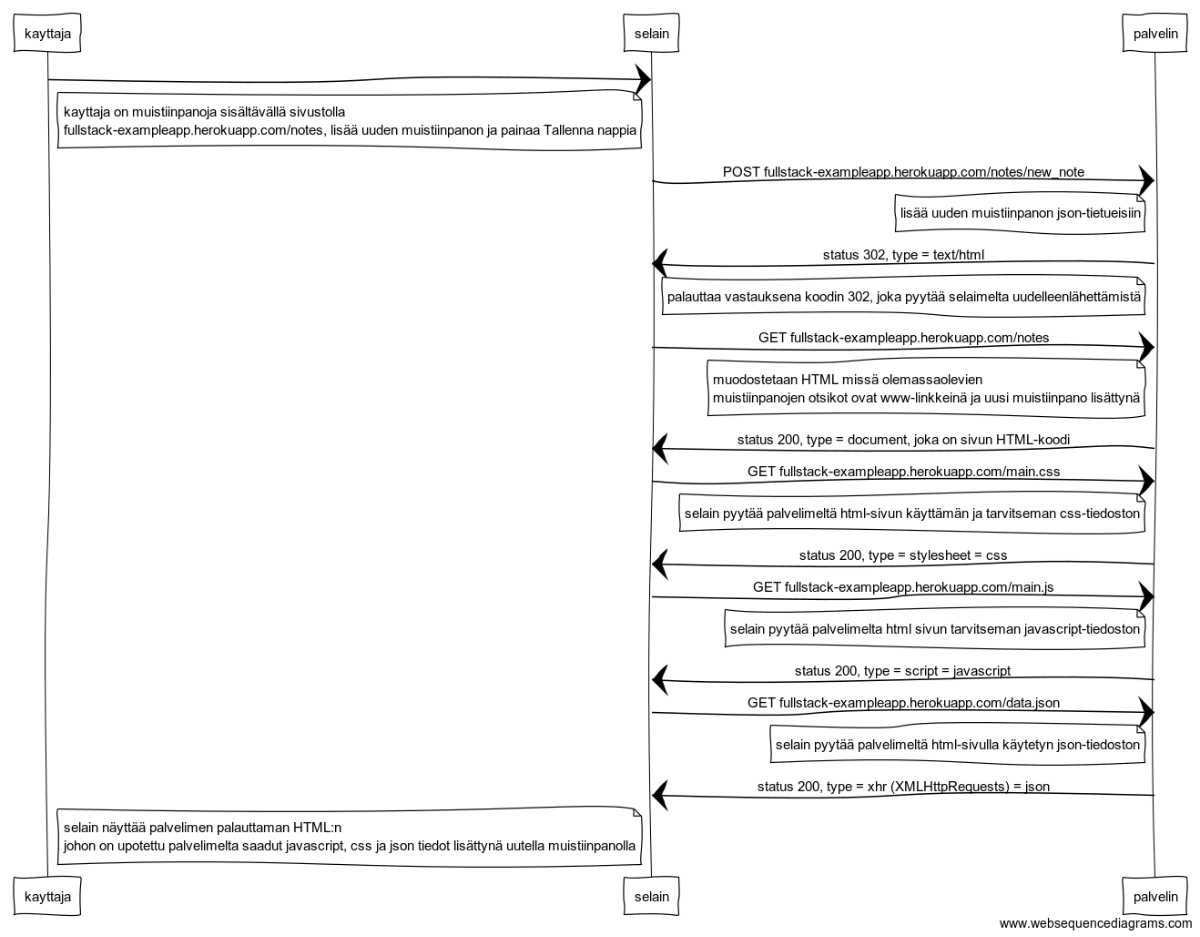 kayttaja
selain
palvelin
kayttaja on muistiinpanoja sisältävällä sivustolla
fullstack-exampleapp.herokuapp.com/notes, lisää uuden muistiinpanon ja painaa Tallenna nappia
POST fullstack-exampleapp.herokuapp.com/notes/new_note
lisää uuden muistiinpanon json-tietueisiin
status 302, type = text/html
palauttaa vastauksena koodin 302, joka pyytää selaimelta uudelleenlähettämistä
GET fullstack-exampleapp.herokuapp.com/notes
muodostetaan HTML missä olemassaolevien
muistiinpanojen otsikot ovat www-linkkeinä ja uusi muistiinpano lisättynä
status 200, type = document, joka on sivun HTML-koodi
GET fullstack-exampleapp.herokuapp.com/main.css
selain pyytää palvelimeltä html-sivun käyttämän ja tarvitseman css-tiedoston
status 200, type = stylesheet = css
GET fullstack-exampleapp.herokuapp.com/main.js
selain pyytää palvelimelta html sivun tarvitseman javascript-tiedoston
status 200, type = script = javascript
GET fullstack-exampleapp.herokuapp.com/data.json
selain pyytää palvelimeltä html-sivulla käytetyn json-tiedoston
status 200, type = xhr (XMLHttpRequests) = json
selain näyttää palvelimen palauttaman HTML:n
johon on upotettu palvelimelta saadut javascript, css ja json tiedot lisättynä uutella muistiinpanolla
kayttaja
selain
palvelin
www.websequencediagrams.com